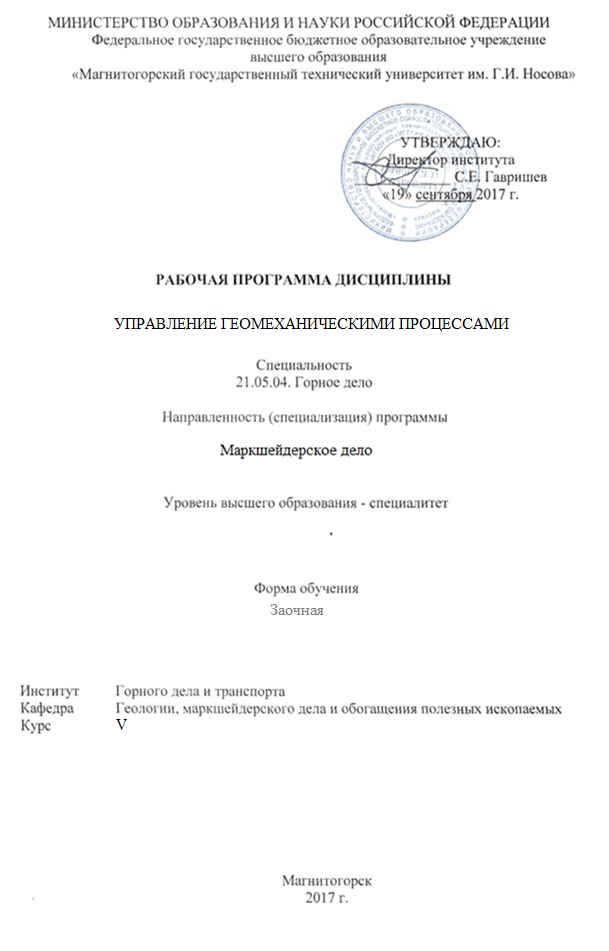 МИНИСТЕРСТВО ОБРАЗОВАНИЯ И НАУКИ РОССИЙСКОЙ ФЕДЕРАЦИИ
Федеральное государственное бюджетное образовательное учреждение
высшего образования
«Магнитогорский государственный технический университет им. Г.И. Носова»
УТВЕРЖДАЮ:
Директор института
С.Е. Гавришев
«19» сентября 2017 г.
РАБОЧАЯ ПРОГРАММА ДИСЦИПЛИНЫ
УПРАВЛЕНИЕ ГЕОМЕХАНИЧЕСКИМИ ПРОЦЕССАМИ
Специальность
21.05.04. Горное дело
Направленность (специализация) программы
Маркшейдерское дело
Уровень высшего образования - специалитет
Форма обучения
Заочная
Институт Горного дела и транспорта
Кафедра Геологии, маркшейдерского дела и обогащения полезных ископаемых
Курс V
Магнитогорск
2017 г.